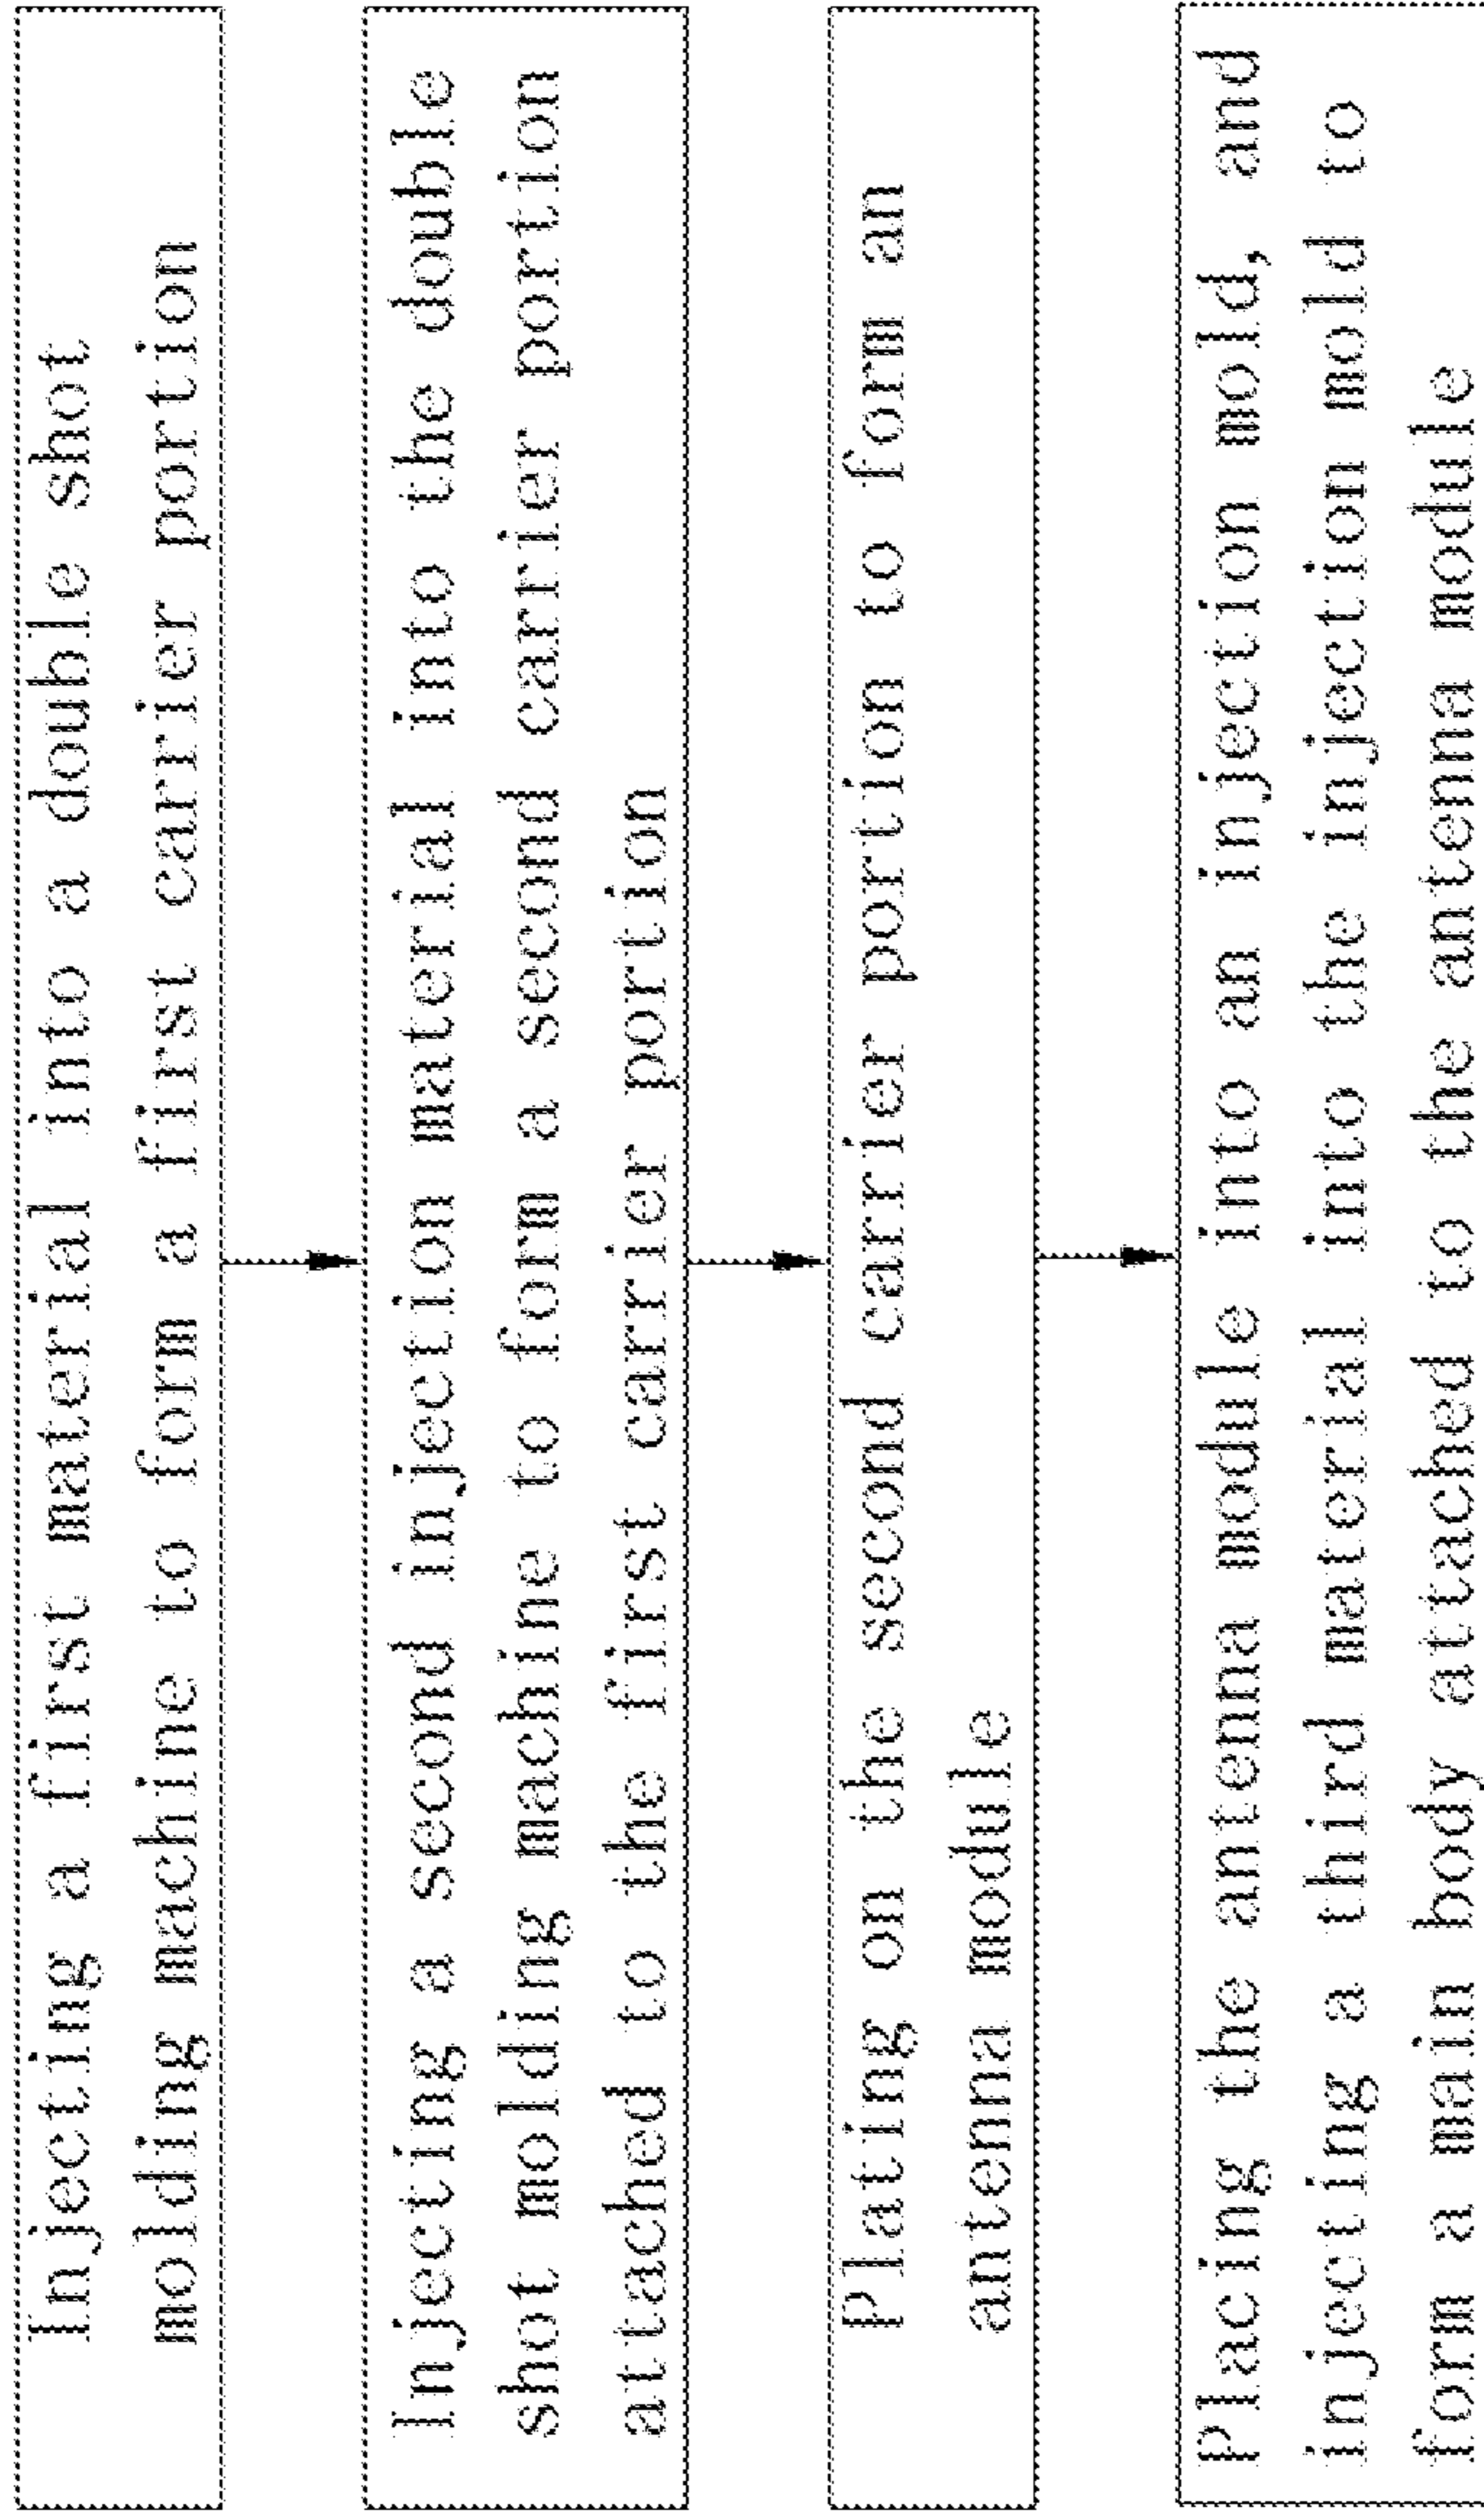 Injecting a first material into a double shot
molding machine to form a first carrier portion
Injecting a second injection material into the double
shot molding machine to form a second carrier portion
attached to the first carrier portion
Plating on the second carrier portion to form an
antenna module
Placing the antenna module into an injection mold, and
injecting a third material into the injection mold to
form a main body attached to the antenna module